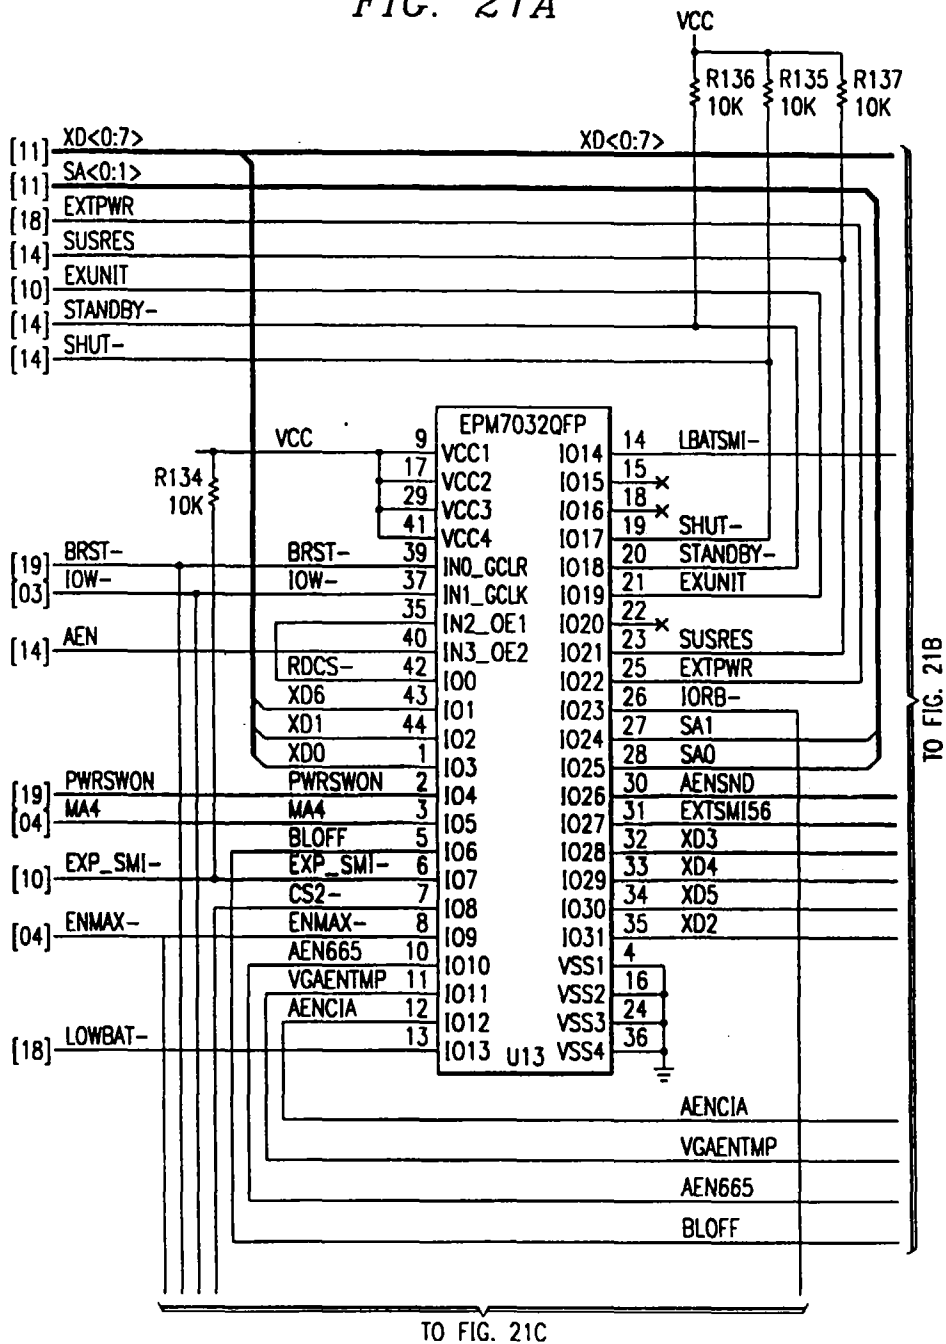 FIG. 21A
VCC
R136 R135 R137
10K 10K 10K
[11] XD<0:7> XD<0:7>
[11] SA<0:1>
[18] EXTPWR
[14] SUSRES
[10] EXUNIT
[14] STANDBY-
[14] SHUT-
EPM7032QFP
VCC 9 VCC1 IO14 14 LBATSMI-
17 VCC2 IO15 15 ×
R134
10K
29 VCC3 IO16 18 ×
41 VCC4 IO17 19 SHUT-
[19] BRST- BRST- 39 IN0_GCLR IO18 20 STANDBY-
[03] IOW- IOW- 37 IN1_GCLK IO19 21 EXUNIT
35 IN2_OE1 IO20 22 ×
[14] AEN 40 IN3_OE2 IO21 23 SUSRES
RDCS- 42 IO0 IO22 25 EXTPWR
XD6 43 IO1 IO23 26 IORB-
XD1 44 IO2 IO24 27 SA1
XD0 1 IO3 IO25 28 SA0
[19] PWRSWON PWRSWON 2 IO4 IO26 30 AENSND
[04] MA4 MA4 3 IO5 IO27 31 EXTSMI56
BLOFF 5 IO6 IO28 32 XD3
[10] EXP_SMI- EXP_SMI- 6 IO7 IO29 33 XD4
CS2- 7 IO8 IO30 34 XD5
[04] ENMAX- ENMAX- 8 IO9 IO31 35 XD2
AEN665 10 IO10 VSS1 4
VGAENTMP 11 IO11 VSS2 16
AENCIA 12 IO12 VSS3 24
[18] LOWBAT- 13 IO13 U13 VSS4 36
AENCIA
VGAENTMP
AEN665
BLOFF
TO FIG. 21B
TO FIG. 21C